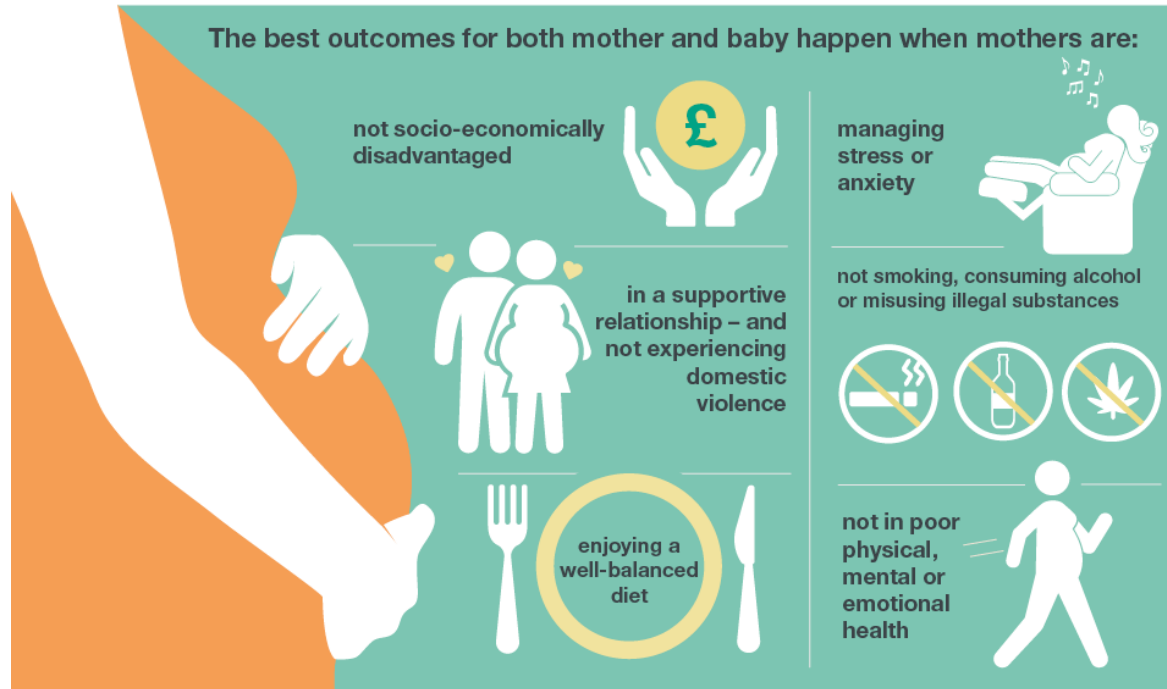 The best outcomes for both mother and baby happen when mothers are:
not socio-economically
disadvantaged
£
in a supportive
relationship – and
not experiencing
domestic
violence
enjoying a
well-balanced
diet
managing
stress or
anxiety
not smoking, consuming alcohol
or misusing illegal substances
not in poor
physical,
mental or
emotional
health